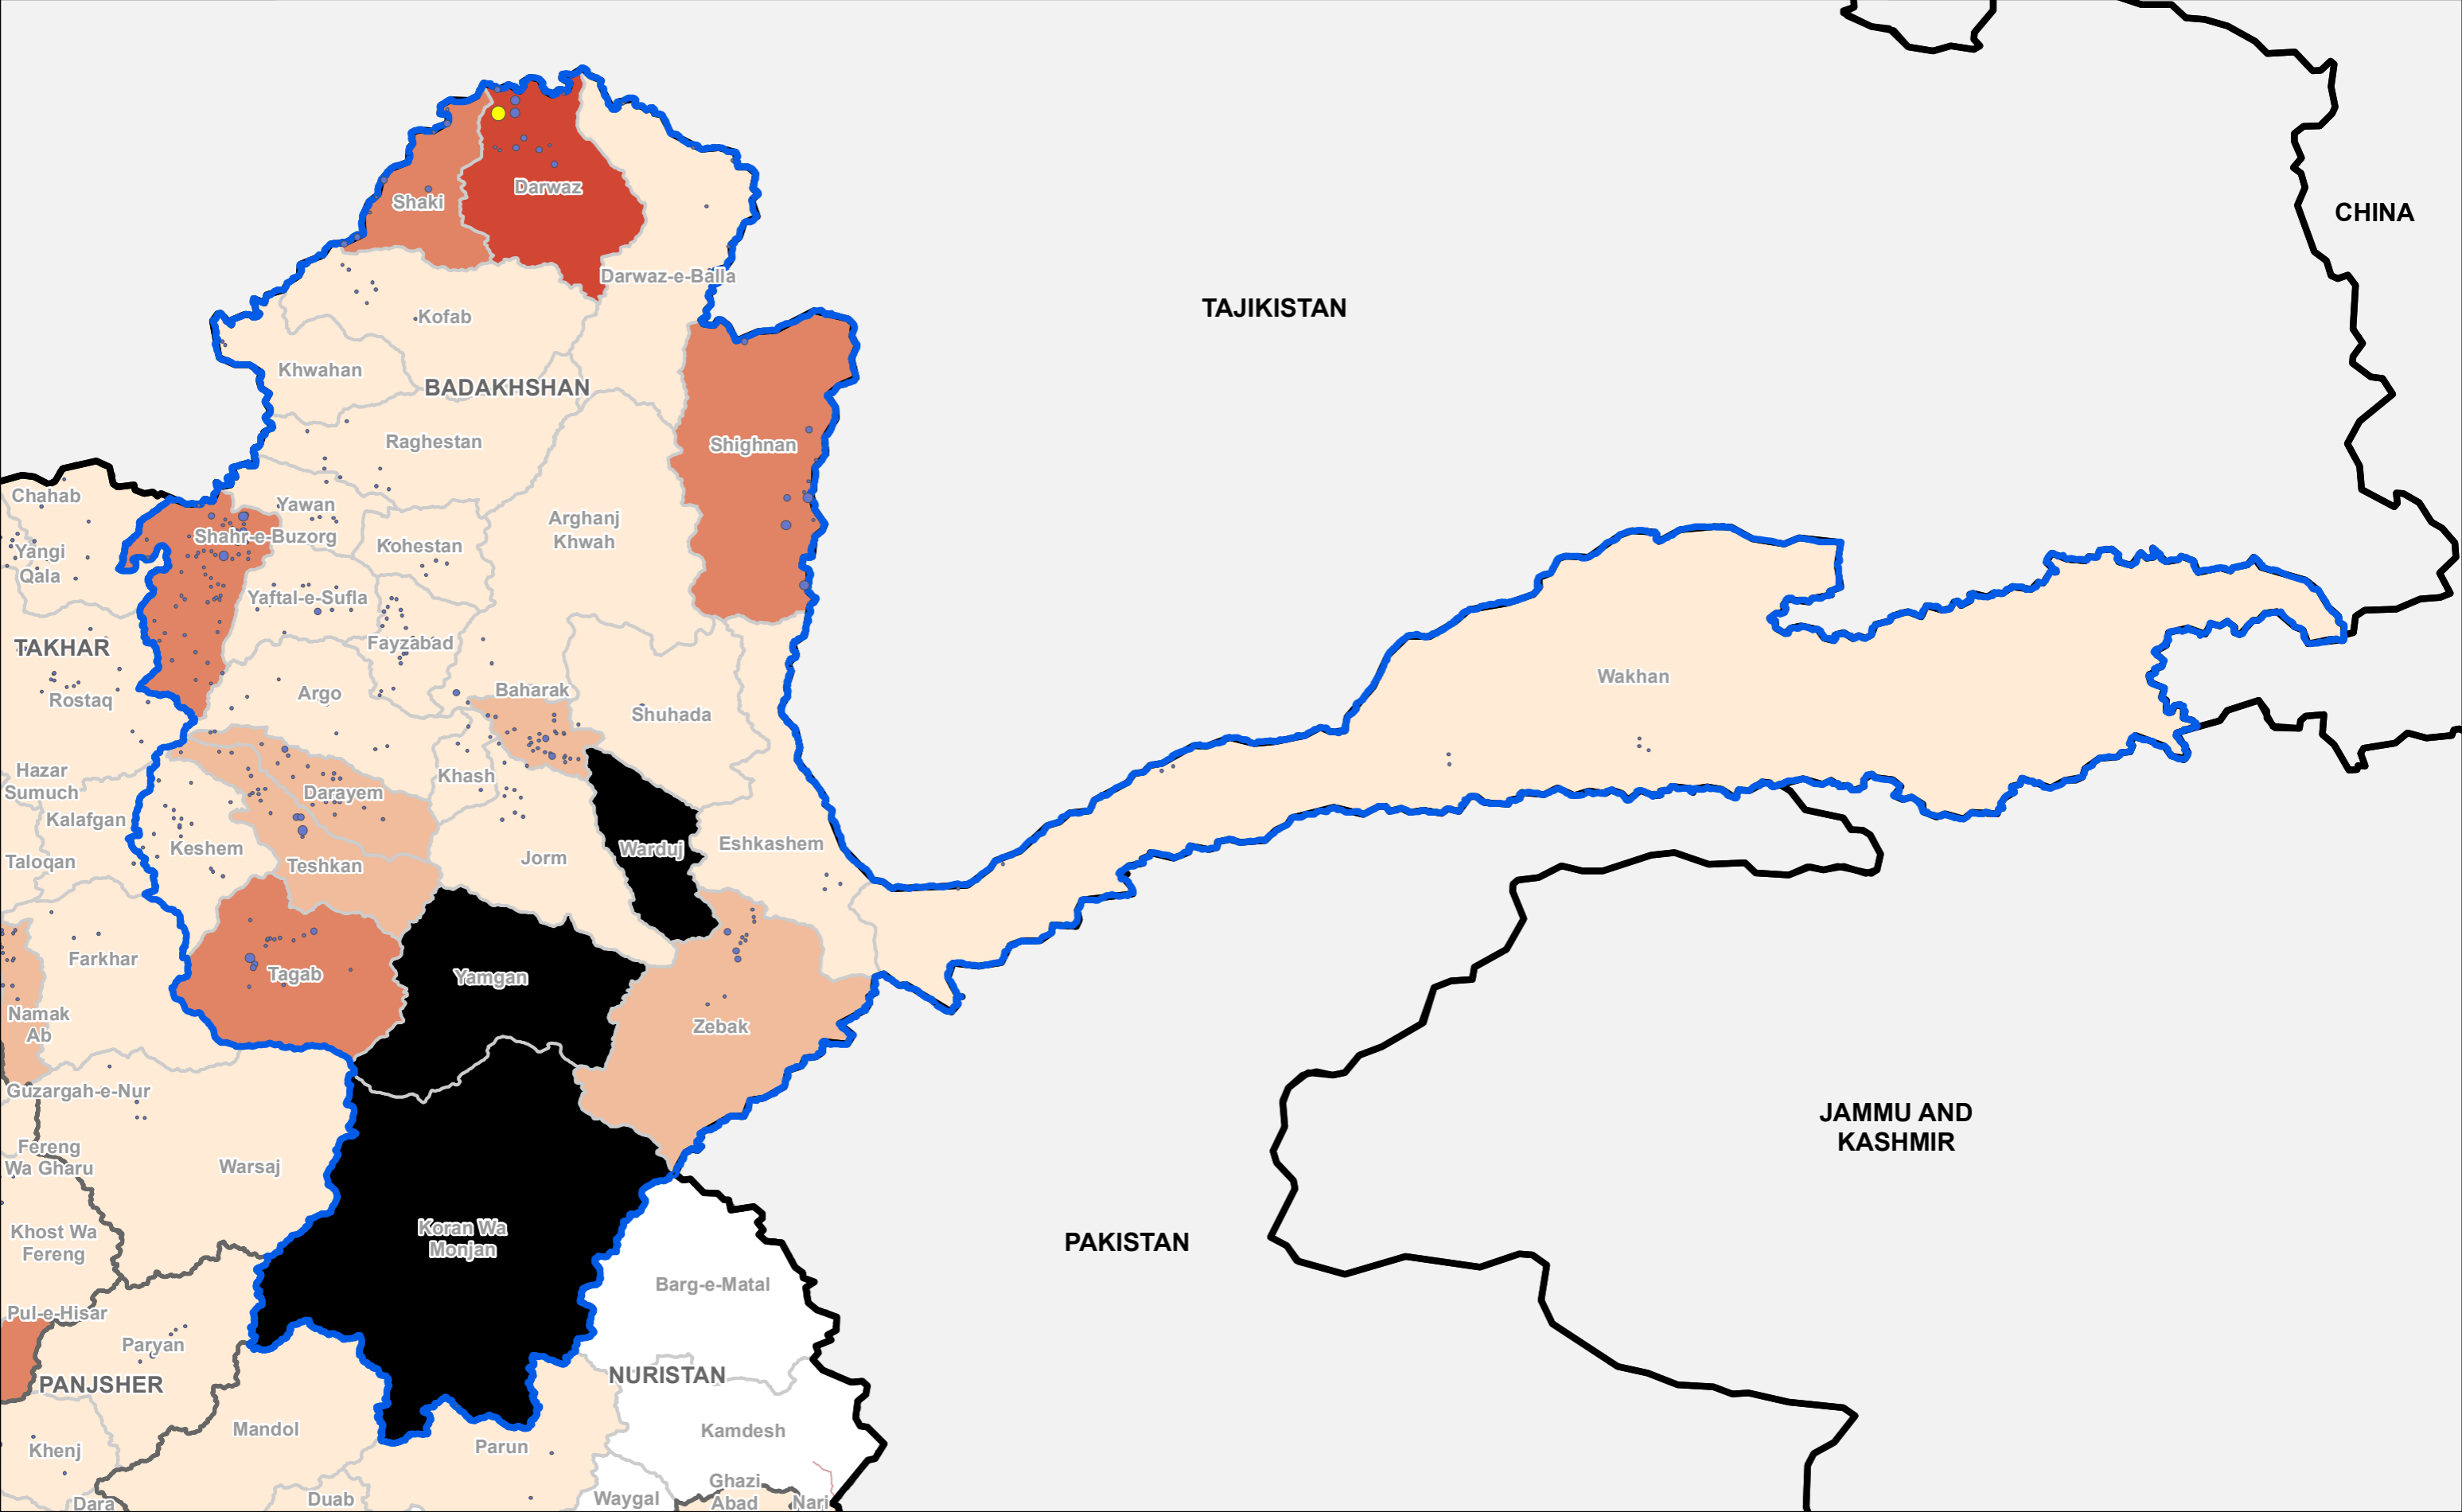 CHINA
TAJIKISTAN
Darwaz
Shaki
Darwaz-e-Balla
Kofab
Khwahan
BADAKHSHAN
Raghestan
Shighnan
Chahab
Yawan
Shahr-e-Buzorg
Arghanj
Khwah
Kohestan
Yangi
Qala
Yaftal-e-Sufla
Fayzabad
TAKHAR
Wakhan
Argo
Baharak
Rostaq
Shuhada
Hazar
Sumuch
Khash
Darayem
Kalafgan
Keshem
Warduj
Eshkashem
Taloqan
Teshkan
Jorm
Farkhar
Tagab
Yamgan
Namak
Ab
Zebak
Guzargah-e-Nur
JAMMU AND
KASHMIR
Fereng
Wa Gharu
Warsaj
Khost Wa
Fereng
Koran Wa
Monjan
PAKISTAN
Barg-e-Matal
Pul-e-Hisar
Paryan
PANJSHER
NURISTAN
Mandol
Kamdesh
Khenj
Parun
Ghazi
Abad
Dara
Duab
Waygal
Nari